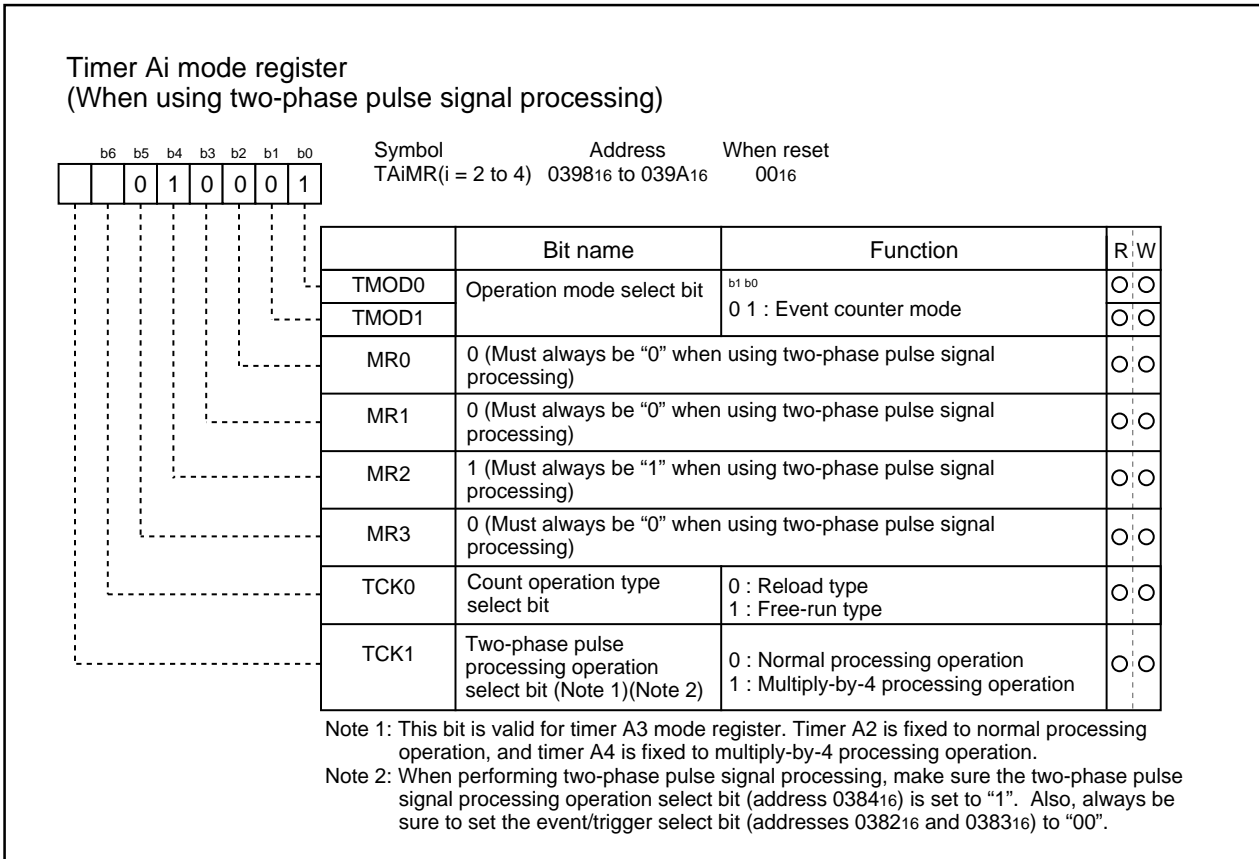 Timer Ai mode register
(When using two-phase pulse signal processing)
b6 b5 b4 b3 b2 b1 b0
0 1 0 0 0 1
Symbol Address When reset
TAiMR(i = 2 to 4) 039816 to 039A16 0016
Bit name Function R W
TMOD0 Operation mode select bit b1 b0
0 1 : Event counter mode
TMOD1
MR0 0 (Must always be “0” when using two-phase pulse signal
processing)
MR1 0 (Must always be “0” when using two-phase pulse signal
processing)
MR2 1 (Must always be “1” when using two-phase pulse signal
processing)
MR3 0 (Must always be “0” when using two-phase pulse signal
processing)
TCK0 Count operation type
select bit
0 : Reload type
1 : Free-run type
TCK1 Two-phase pulse
processing operation
select bit (Note 1)(Note 2)
0 : Normal processing operation
1 : Multiply-by-4 processing operation
Note 1: This bit is valid for timer A3 mode register. Timer A2 is fixed to normal processing
operation, and timer A4 is fixed to multiply-by-4 processing operation.
Note 2: When performing two-phase pulse signal processing, make sure the two-phase pulse
signal processing operation select bit (address 038416) is set to “1”. Also, always be
sure to set the event/trigger select bit (addresses 038216 and 038316) to “00”.